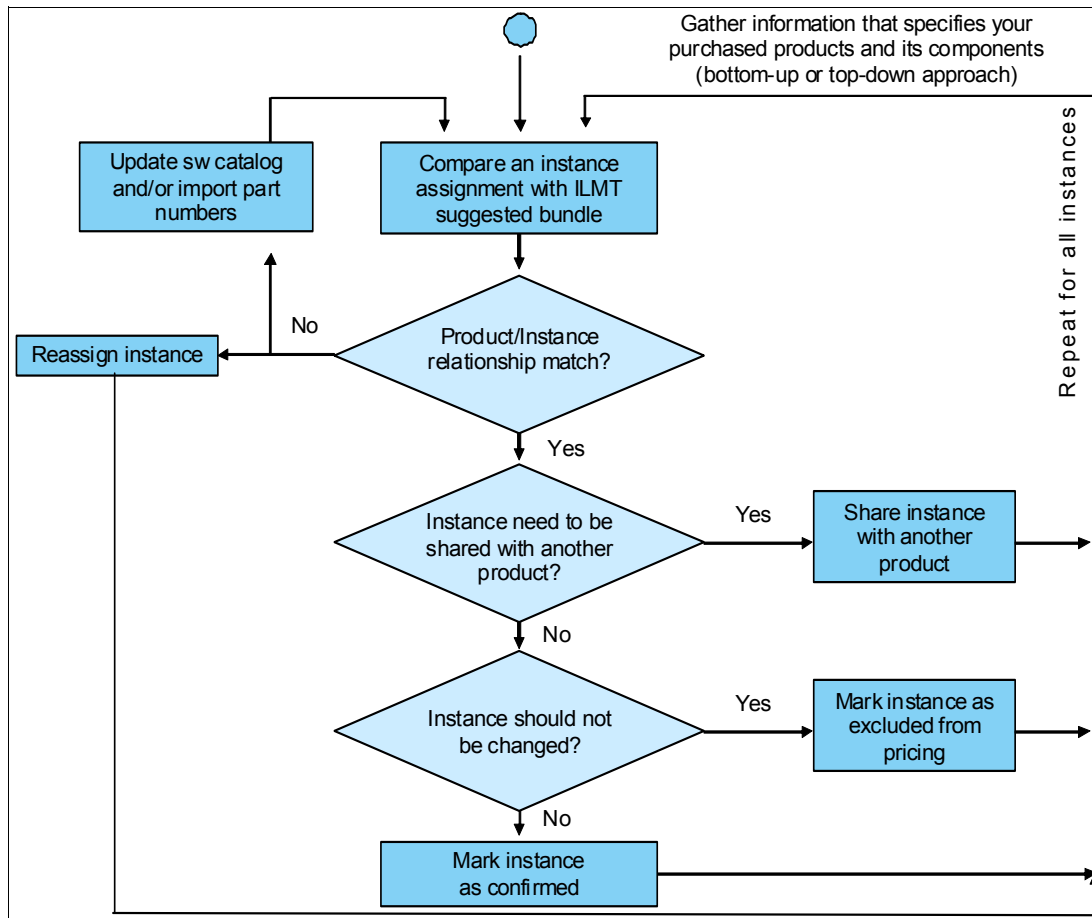 Gather information that specifies your
purchased products and its components
(bottom-up or top-down approach)
Repeat for all instances
Update sw catalog
and/or import part
numbers
Compare an instance
assignment with ILMT
suggested bundle
No
Product/Instance
relationship match?
Reassign instance
Yes
Instance need to be
shared with another
product?
Yes
Share instance
with another
product
No
Instance should not
be changed?
Yes
Mark instance as
excluded from
pricing
No
Mark instance
as confirmed